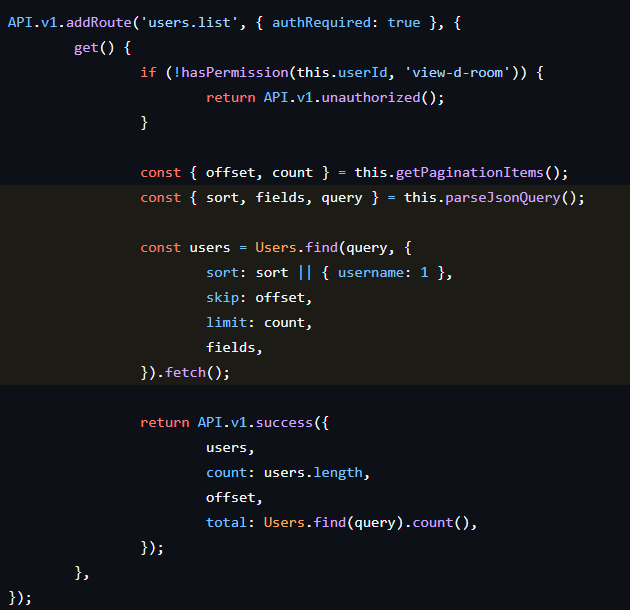 API.v1.addRoute('users.list', { authRequired: true }, {
get() {
if (!hasPermission(this.userId, 'view-d-room')) {
return API.v1.unauthorized();
}
const { offset, count } = this.getPaginationItems();
const { sort, fields, query } = this.parseJsonQuery();
const users = Users.find(query, {
sort: sort || { username: 1 },
skip: offset,
limit: count,
fields,
}).fetch();
return API.v1.success({
users,
count: users.length,
offset,
total: Users.find(query).count(),
});
},
});